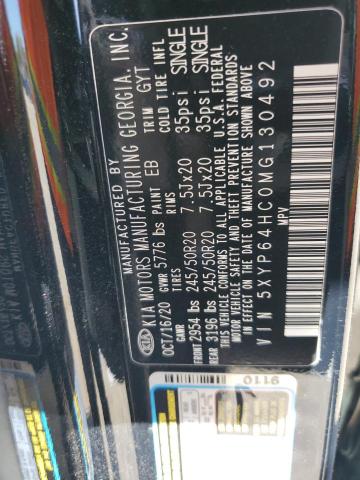 MANUFACTURED BY
KIA MOTORS MANUFACTURING GEORGIA, INC.
OCT/16/20 GVWR 5776 lbs PAINT EB TRIM GYT
GAWR TIRES RIMS COLD TIRE INFL
FRONT 2954 lbs 245/50R20 7.5Jx20 35psi SINGLE
REAR 3196 lbs 245/50R20 7.5Jx20 35psi SINGLE
THIS VEHICLE CONFORMS TO ALL APPLICABLE U.S.A. FEDERAL
MOTOR VEHICLE SAFETY, BUMPER, AND THEFT PREVENTION STANDARDS
IN EFFECT ON THE DATE OF MANUFACTURE SHOWN ABOVE.
VIN 5XYP64HC0MG130492
MPV
9110